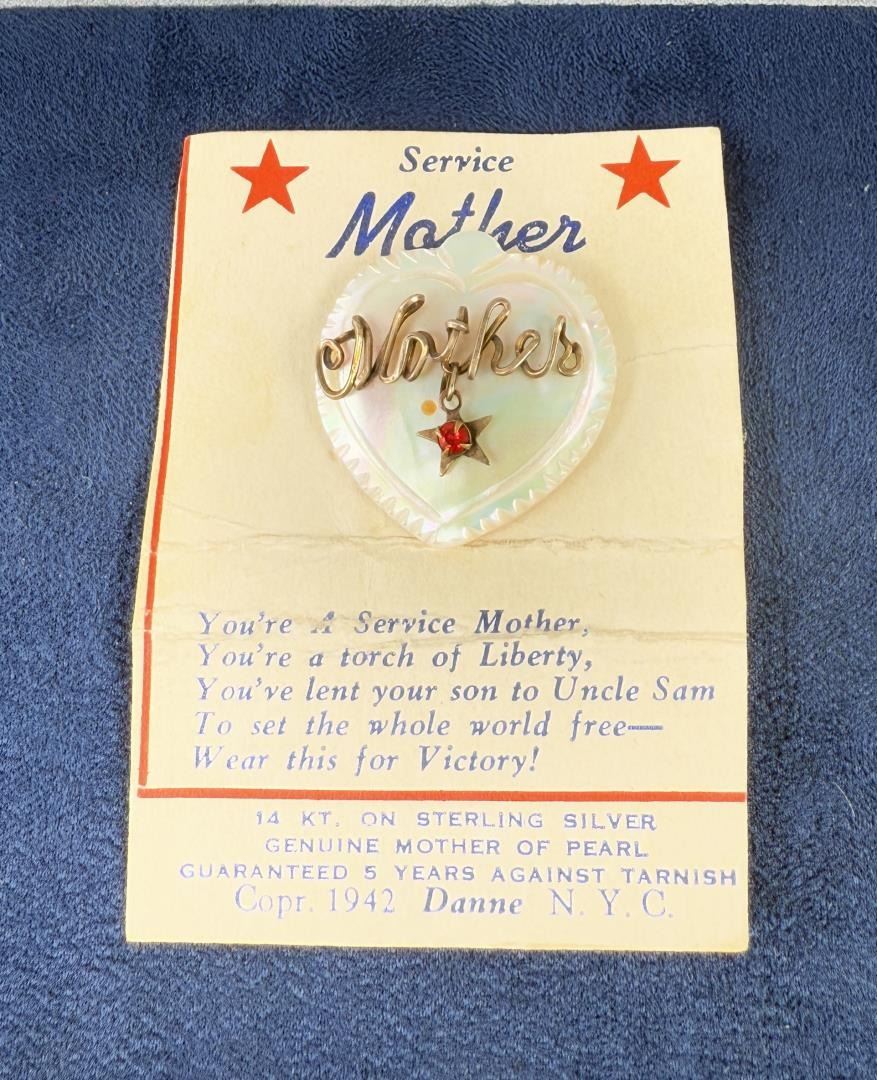 Service
Mother
Mother
You're A Service Mother,
You're a torch of Liberty,
You've lent your son to Uncle Sam
To set the whole world free—
Wear this for Victory!
14 KT. ON STERLING SILVER
GENUINE MOTHER OF PEARL
GUARANTEED 5 YEARS AGAINST TARNISH
Copr. 1942 Danne N. Y. C.